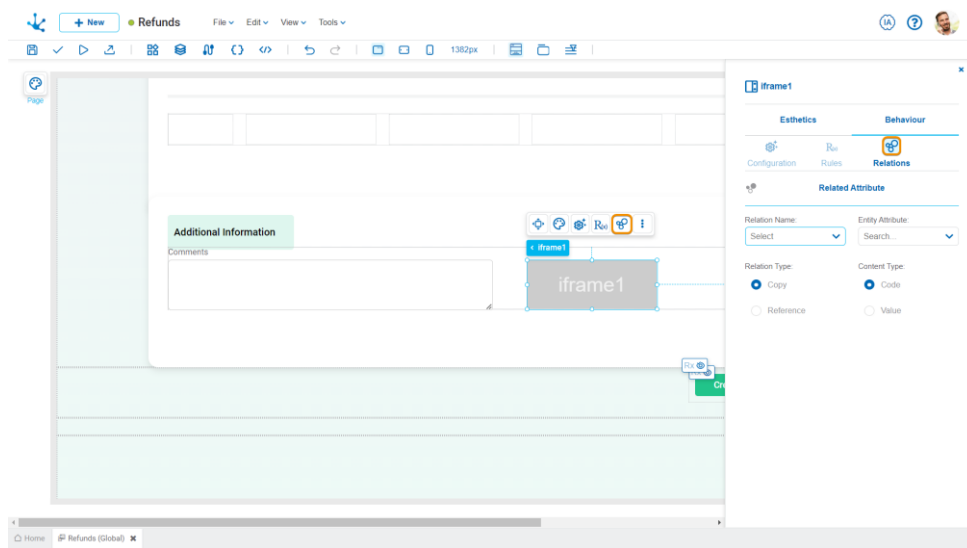 + New
Refunds
File
Edit
View
Tools
IA
?
1382px
Page
iframe1
Esthetics
Behaviour
Configuration
Rules
Relations
Related Attribute
Relation Name:
Entity Attribute:
Select
Search...
Relation Type:
Content Type:
Copy
Code
Reference
Value
Additional Information
Comments
iframe1
iframe1
Rx
Cre
Home
Refunds (Global)